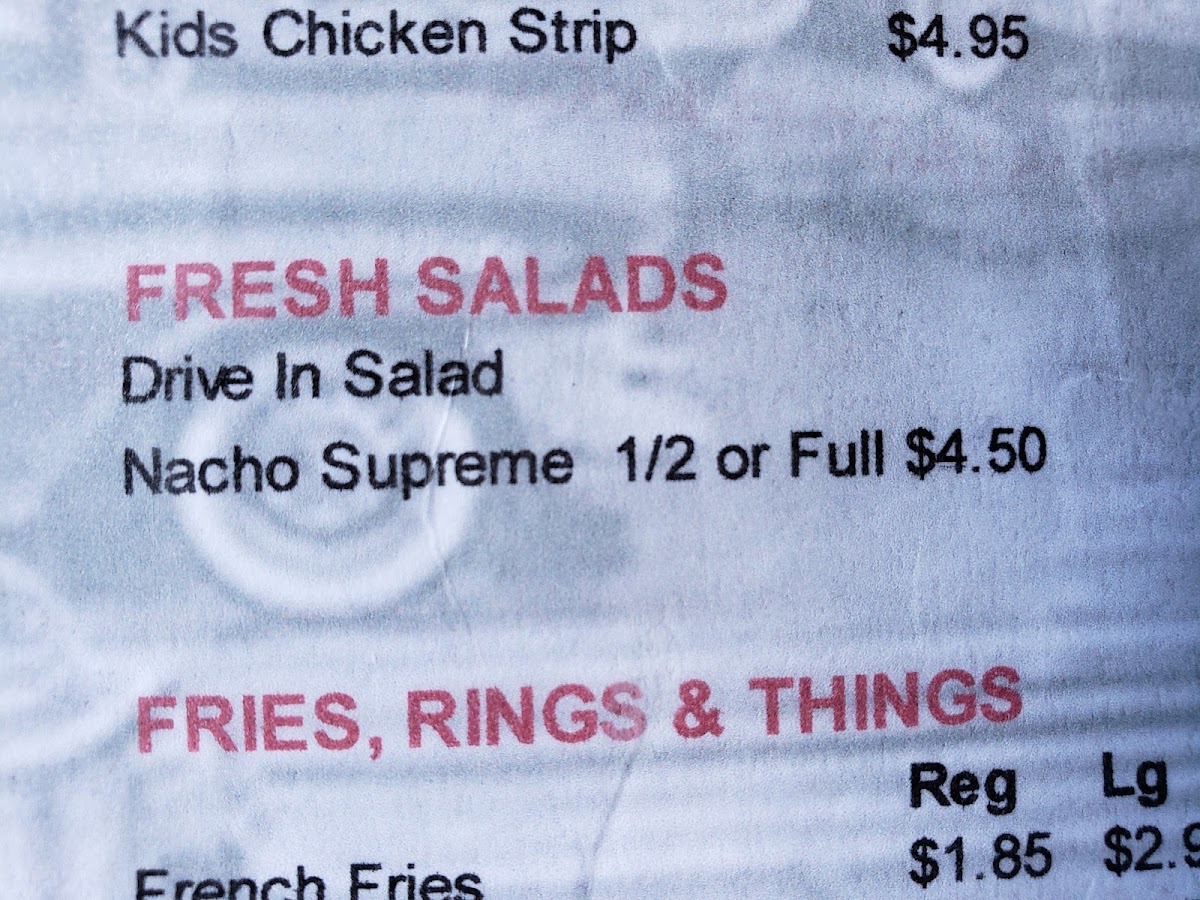 Kids Chicken Strip $4.95
FRESH SALADS
Drive In Salad
Nacho Supreme 1/2 or Full $4.50
FRIES, RINGS & THINGS
Reg Lg
French Fries $1.85